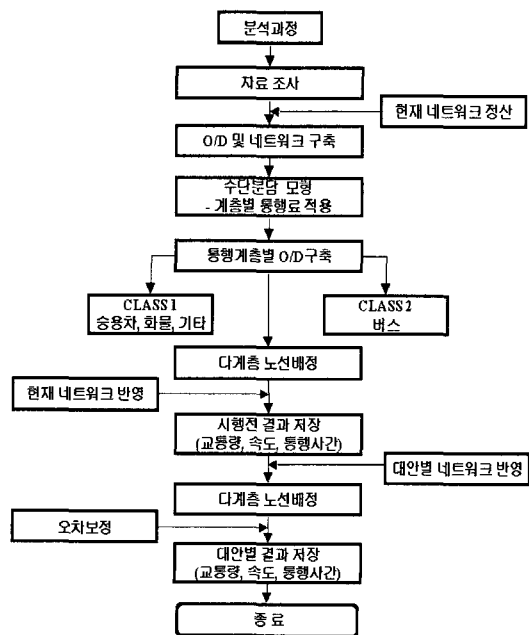 분석과정
자료 조사
현재 네트워크 정산
O/D 및 네트워크 구축
수단분담 모형
- 계층별 통행료 적용
통행계층별 O/D구축
CLASS 1
승용차, 화물, 기타
CLASS 2
버스
다계층 노선배정
현재 네트워크 반영
시행전 결과 저장
(교통량, 속도, 통행시간)
대안별 네트워크 반영
다계층 노선배정
오차보정
대안별 결과 저장
(교통량, 속도, 통행시간)
종 료